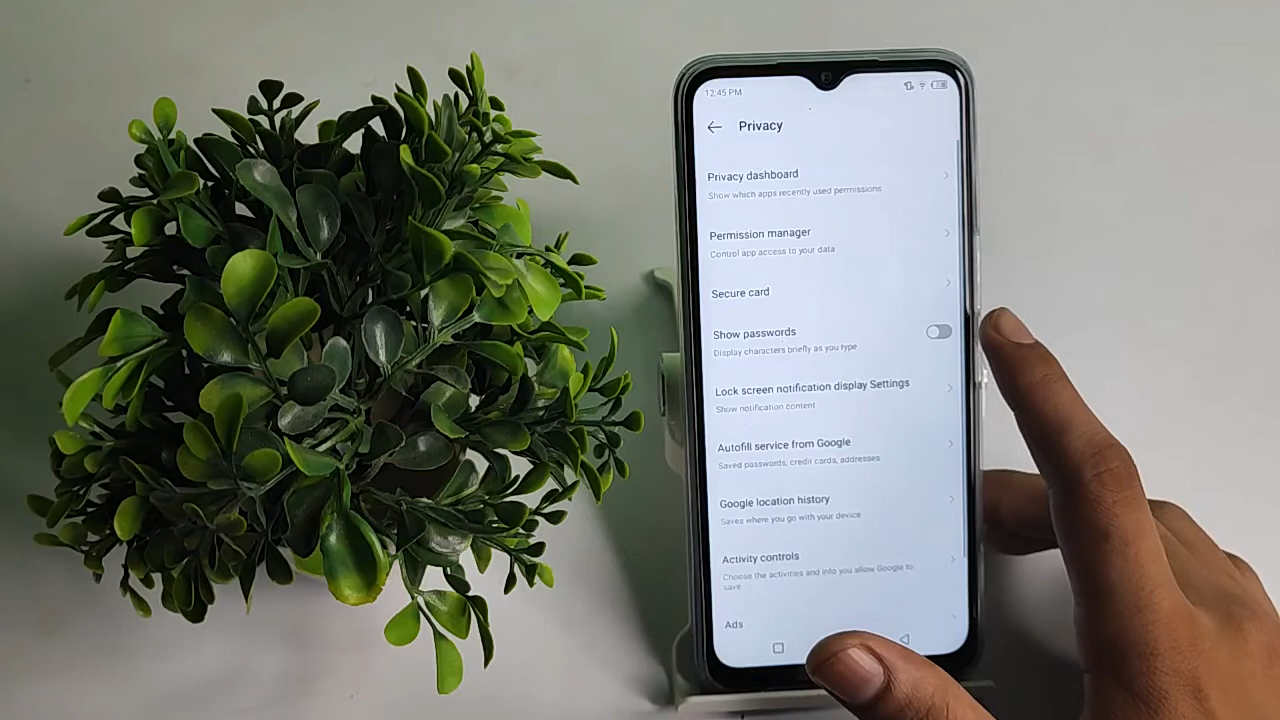 12:45 PM
Privacy
Privacy dashboard
Show which apps recently used permissions
Permission manager
Control app access to your data
Secure card
Show passwords
Display characters briefly as you type
Lock screen notification display Settings
Show notification content
Autofill service from Google
Saved passwords, credit cards, addresses
Google location history
Saves where you go with your device
Activity controls
Choose the activities and info you allow Google to
save
Ads